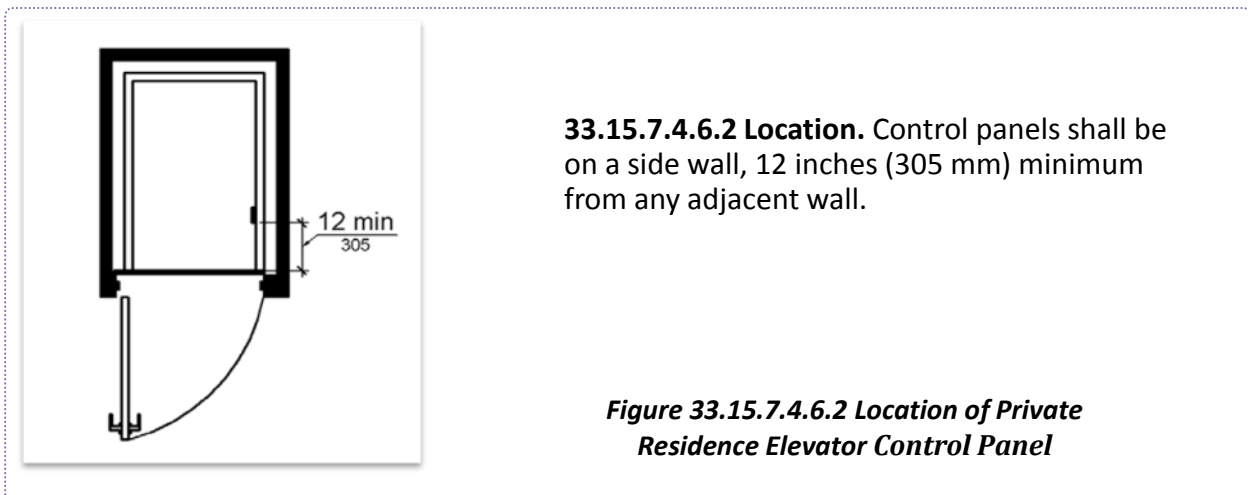 12 min
305
33.15.7.4.6.2 Location. Control panels shall be
on a side wall, 12 inches (305 mm) minimum
from any adjacent wall.
Figure 33.15.7.4.6.2 Location of Private
Residence Elevator Control Panel